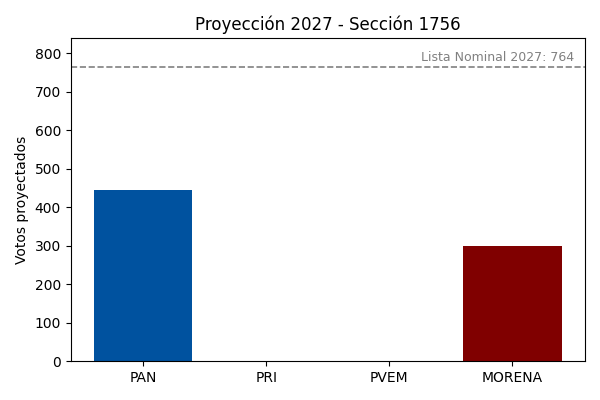 Proyección 2027 - Sección 1756
Lista Nominal 2027: 764
Votos proyectados
800
700
600
500
400
300
200
100
0
PAN PRI PVEM MORENA